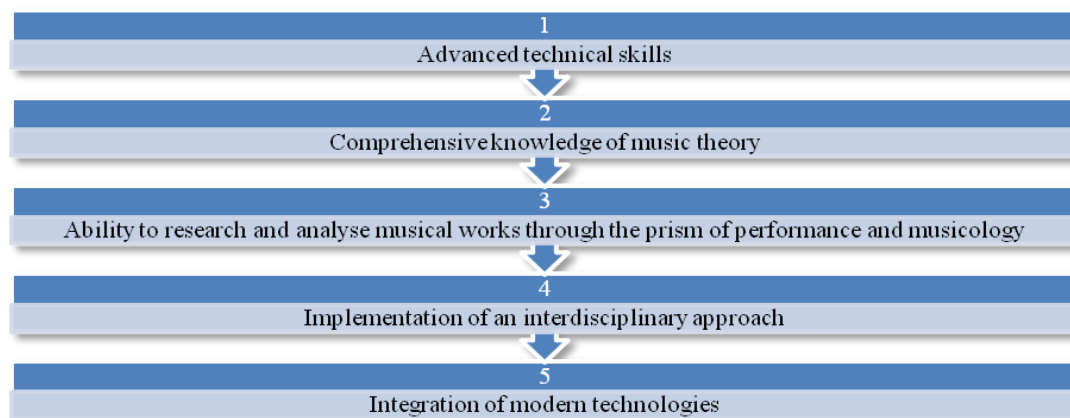 1
Advanced technical skills
2
Comprehensive knowledge of music theory
3
Ability to research and analyse musical works through the prism of performance and musicology
4
Implementation of an interdisciplinary approach
5
Integration of modern technologies